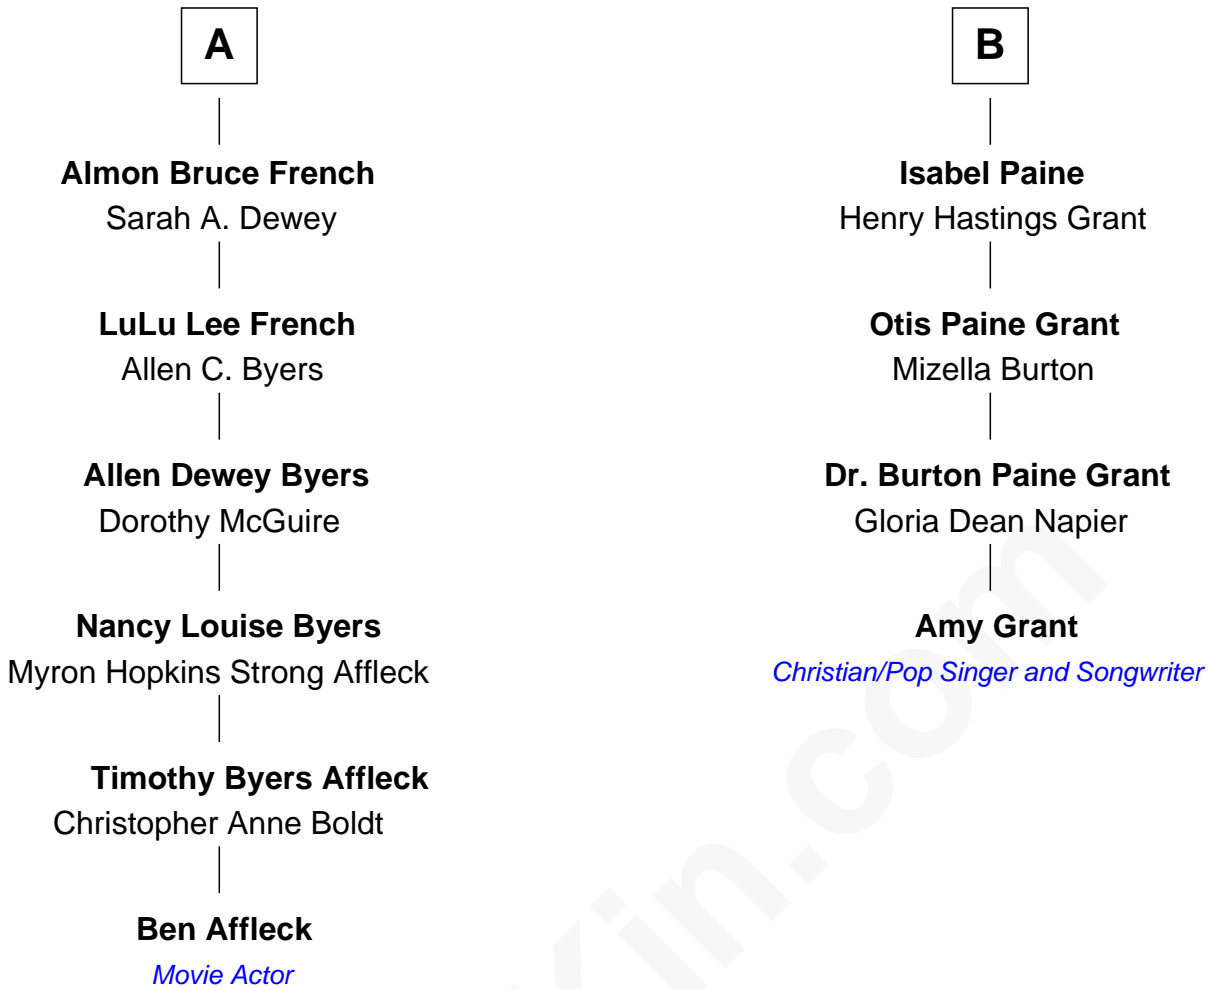 A
Almon Bruce French
Sarah A. Dewey
LuLu Lee French
Allen C. Byers
Allen Dewey Byers
Dorothy McGuire
Nancy Louise Byers
Myron Hopkins Strong Affleck
Timothy Byers Affleck
Christopher Anne Boldt
Ben Affleck
Movie Actor
B
Isabel Paine
Henry Hastings Grant
Otis Paine Grant
Mizella Burton
Dr. Burton Paine Grant
Gloria Dean Napier
Amy Grant
Christian/Pop Singer and Songwriter
Kin.com